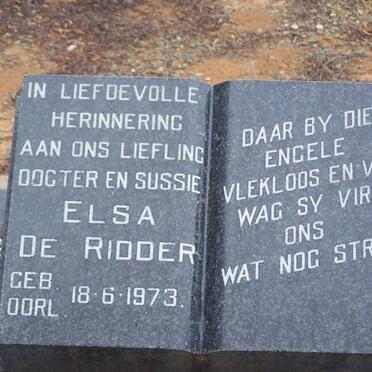 IN LIEFDEVOLLE
HERINNERING
AAN ONS LIEFLING
DOGTER EN SUSSIE
ELSA
DE RIDDER
GEB.
OORL. 18·6·1973.
DAAR BY DIE
ENGELE
VLEKLOOS EN
WAG SY VIR
ONS
WAT NOG